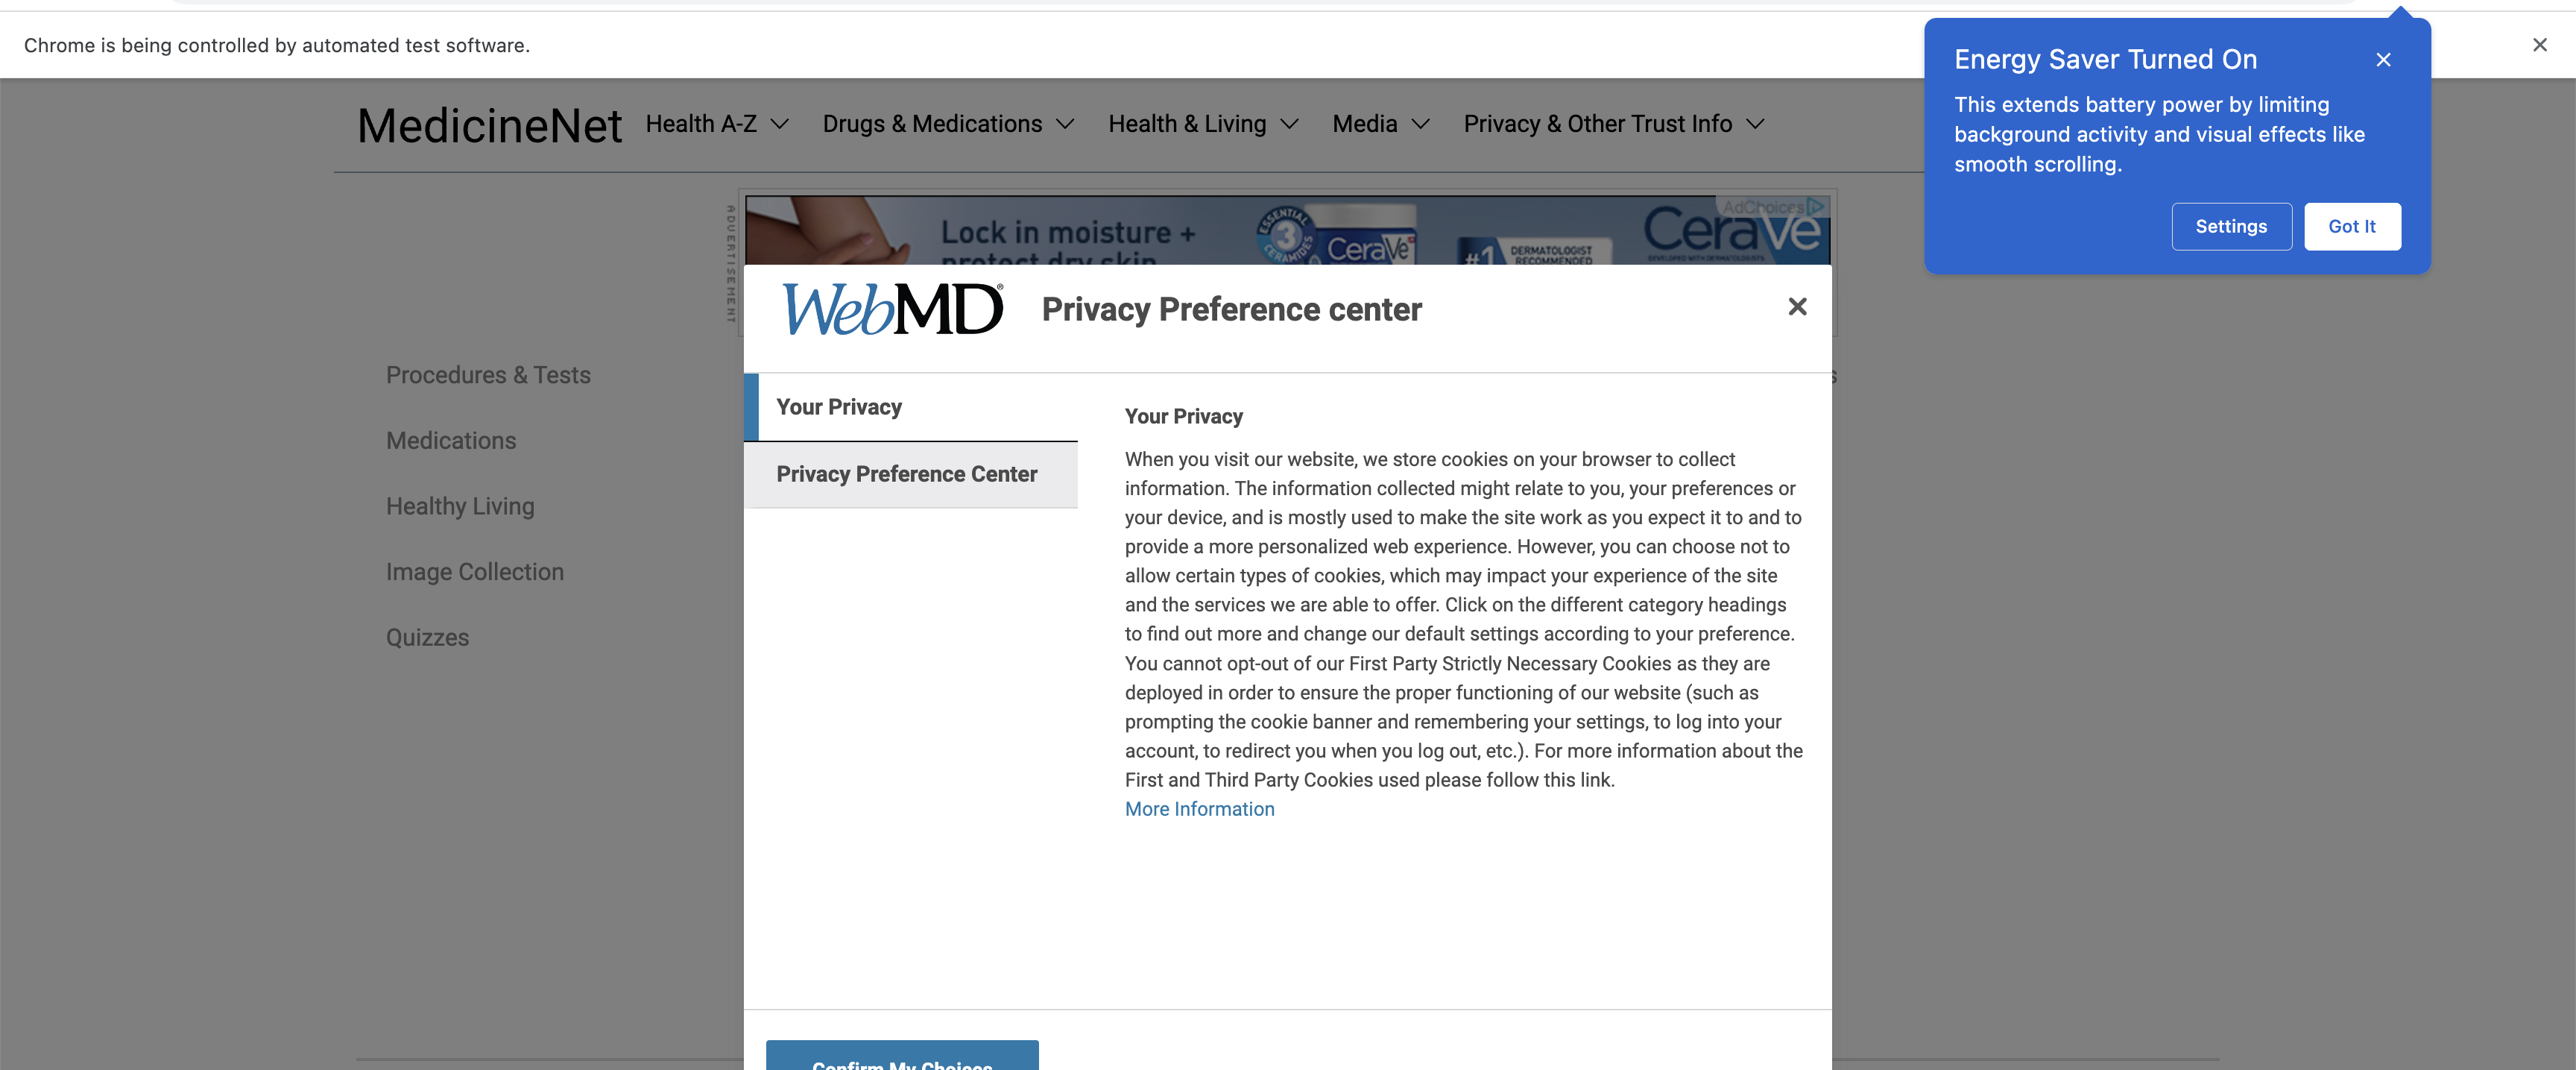 Chrome is being controlled by automated test software.
Energy Saver Turned On
This extends battery power by limiting
background activity and visual effects like
smooth scrolling.
Settings
Got It
MedicineNet
Health A-Z
Drugs & Medications
Health & Living
Media
Privacy & Other Trust Info
ADVERTISEMENT
Lock in moisture +
protect dry skin
ESSENTIAL
3
CERAMIDES
CeraVe
#1
DERMATOLOGIST
RECOMMENDED
AdChoices
CeraVe
DEVELOPED WITH DERMATOLOGISTS
WebMD®
Privacy Preference center
Procedures & Tests
Medications
Healthy Living
Image Collection
Quizzes
s
Your Privacy
Privacy Preference Center
Your Privacy
When you visit our website, we store cookies on your browser to collect
information. The information collected might relate to you, your preferences or
your device, and is mostly used to make the site work as you expect it to and to
provide a more personalized web experience. However, you can choose not to
allow certain types of cookies, which may impact your experience of the site
and the services we are able to offer. Click on the different category headings
to find out more and change our default settings according to your preference.
You cannot opt-out of our First Party Strictly Necessary Cookies as they are
deployed in order to ensure the proper functioning of our website (such as
prompting the cookie banner and remembering your settings, to log into your
account, to redirect you when you log out, etc.). For more information about the
First and Third Party Cookies used please follow this link.
More Information
Confirm My Choices